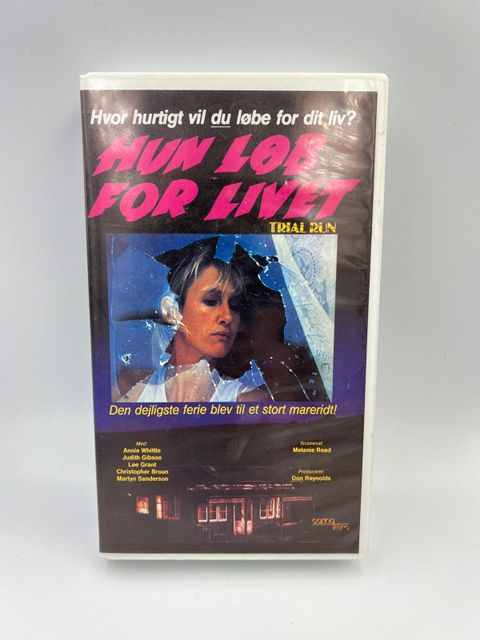 Hvor hurtigt vil du løbe for dit liv?
HUN LØB
FOR LIVET
TRIAL RUN
Den dejligste ferie blev til et stort mareridt!
Med
Annie Whittle
Judith Gibson
Lee Grant
Christopher Broun
Martyn Sanderson
Iscenesat
Melanie Read
Produceret
Don Reynolds